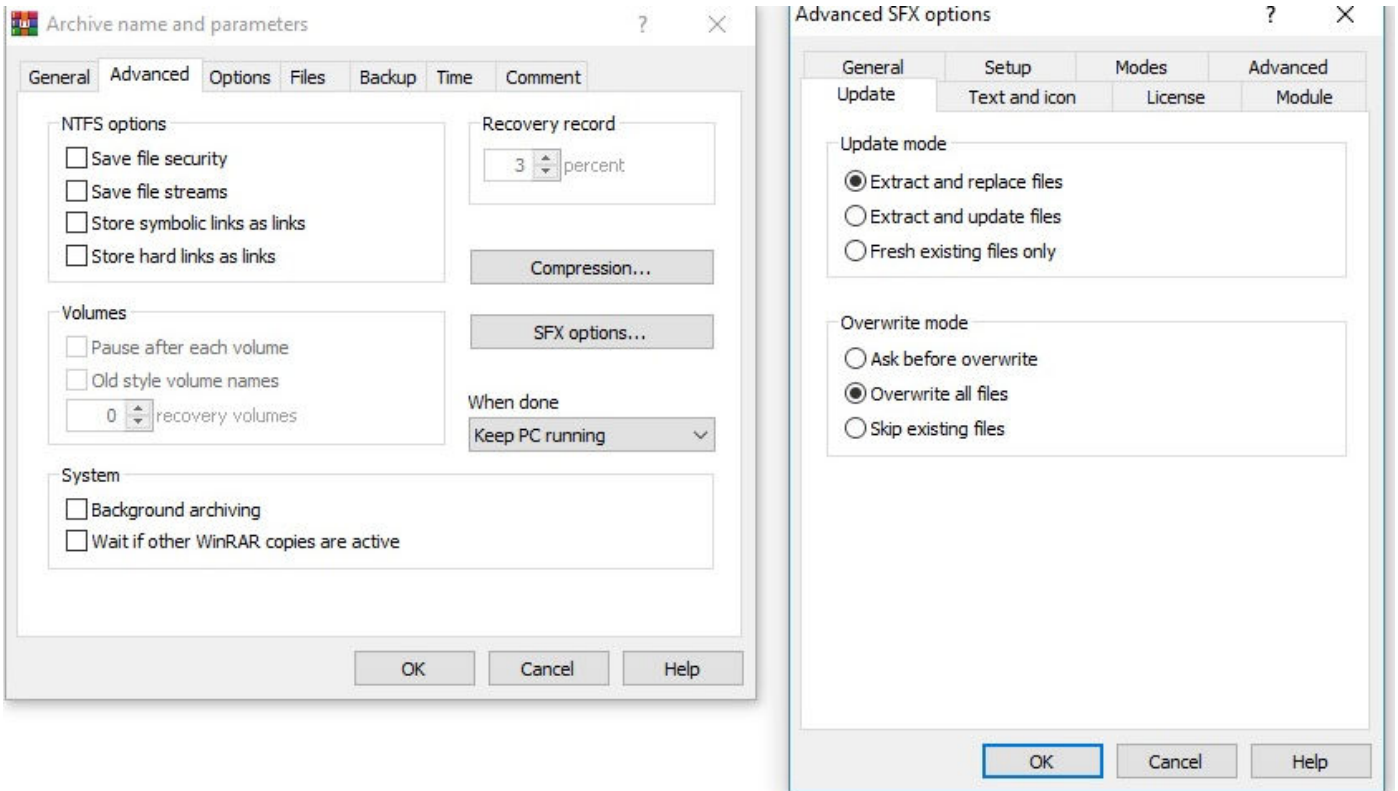 Archive name and parameters ? ×
General Advanced Options Files Backup Time Comment
NTFS options
Save file security
Save file streams
Store symbolic links as links
Store hard links as links
Recovery record
3 percent
Compression...
Volumes
Pause after each volume
Old style volume names
0 recovery volumes
SFX options...
When done
Keep PC running
System
Background archiving
Wait if other WinRAR copies are active
OK Cancel Help
Advanced SFX options ? ×
General Setup Modes Advanced
Update Text and icon License Module
Update mode
Extract and replace files
Extract and update files
Fresh existing files only
Overwrite mode
Ask before overwrite
Overwrite all files
Skip existing files
OK Cancel Help